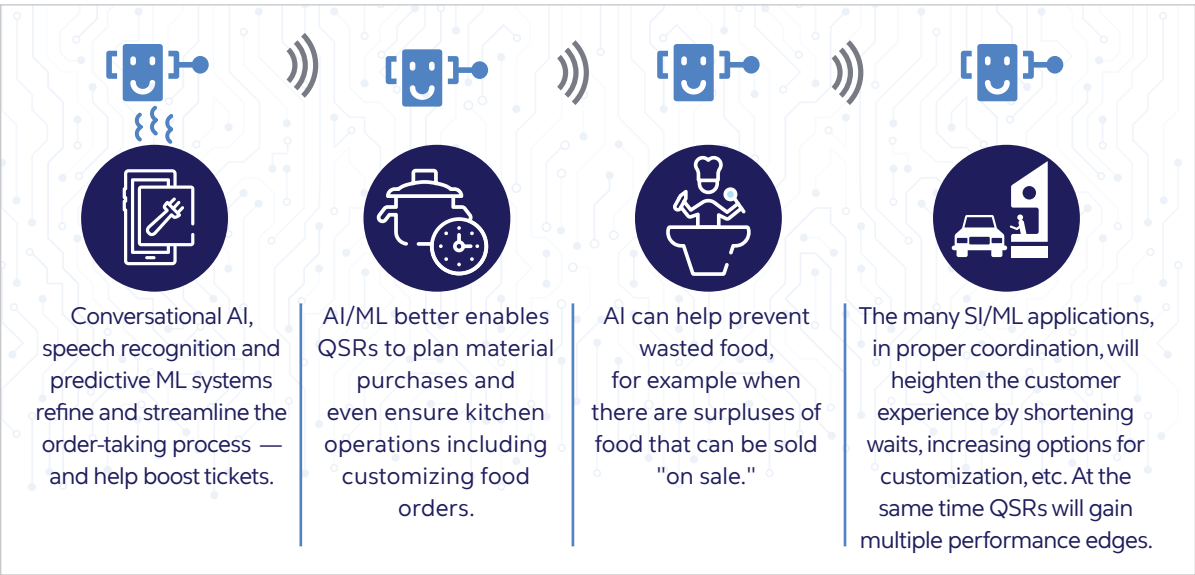 Conversational AI,
speech recognition and
predictive ML systems
refine and streamline the
order-taking process —
and help boost tickets.
AI/ML better enables
QSRs to plan material
purchases and
even ensure kitchen
operations including
customizing food
orders.
AI can help prevent
wasted food,
for example when
there are surpluses of
food that can be sold
"on sale."
The many SI/ML applications,
in proper coordination, will
heighten the customer
experience by shortening
waits, increasing options for
customization, etc. At the
same time QSRs will gain
multiple performance edges.